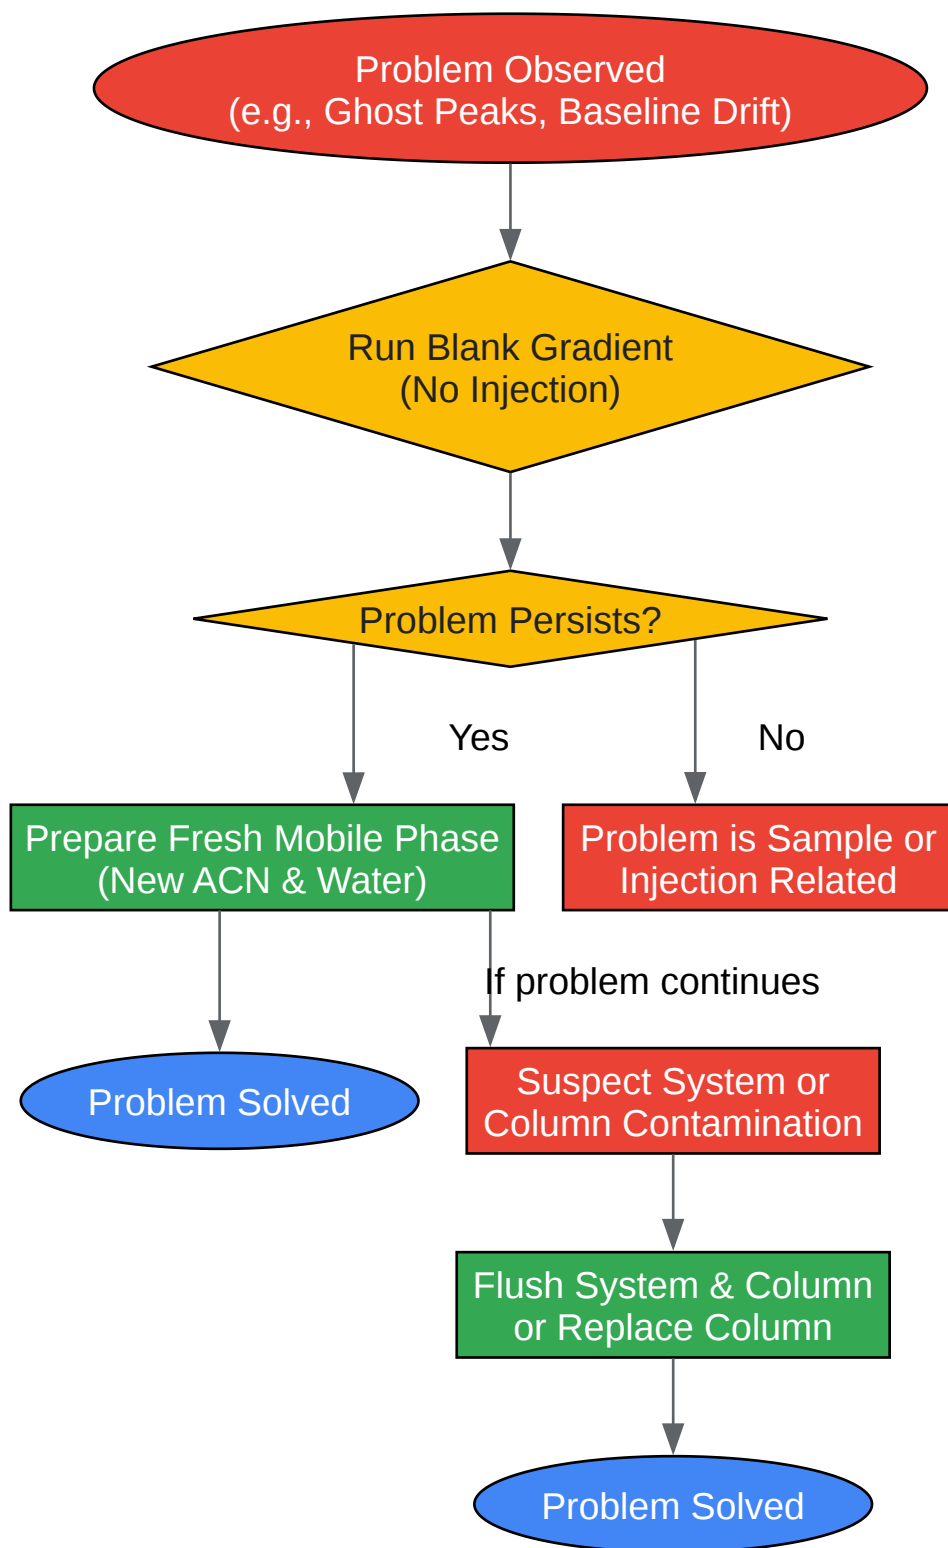 Problem Observed
(e.g., Ghost Peaks, Baseline Drift)
Run Blank Gradient
(No Injection)
Problem Persists?
Yes
No
Prepare Fresh Mobile Phase
(New ACN & Water)
Problem is Sample or
Injection Related
If problem continues
Problem Solved
Suspect System or
Column Contamination
Flush System & Column
or Replace Column
Problem Solved